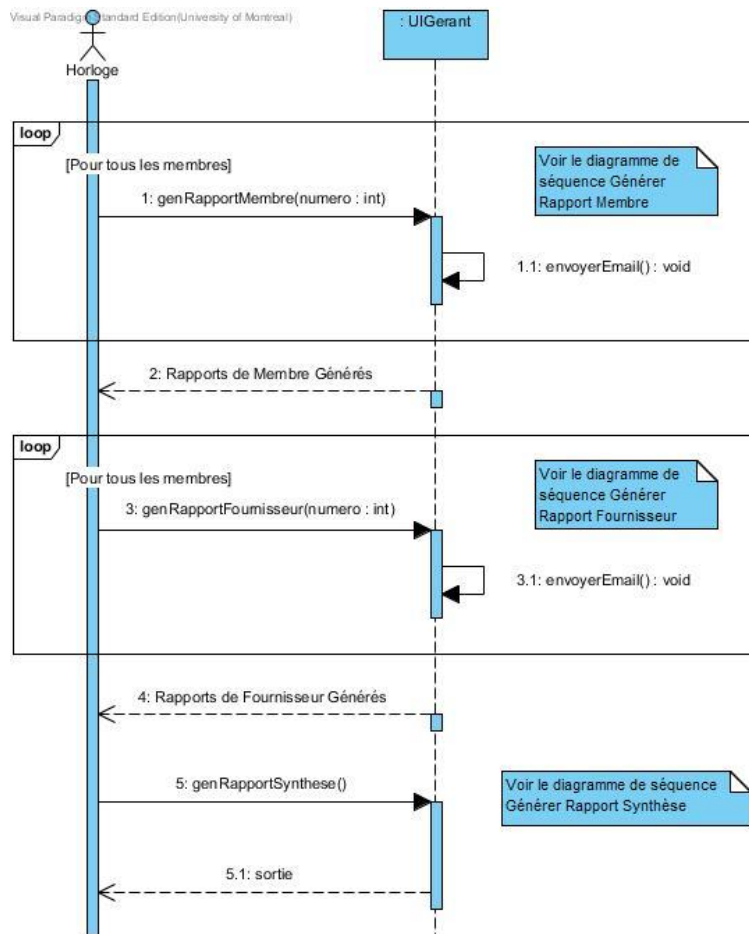 Visual Paradigm Standard Edition(University of Montreal)
: UIGerant
Horloge
loop
[Pour tous les membres]
Voir le diagramme de
séquence Générer
Rapport Membre
1: genRapportMembre(numero : int)
1.1: envoyerEmail() : void
2: Rapports de Membre Générés
loop
[Pour tous les membres]
Voir le diagramme de
séquence Générer
Rapport Fournisseur
3: genRapportFournisseur(numero : int)
3.1: envoyerEmail() : void
4: Rapports de Fournisseur Générés
5: genRapportSynthese()
Voir le diagramme de séquence
Générer Rapport Synthèse
5.1: sortie